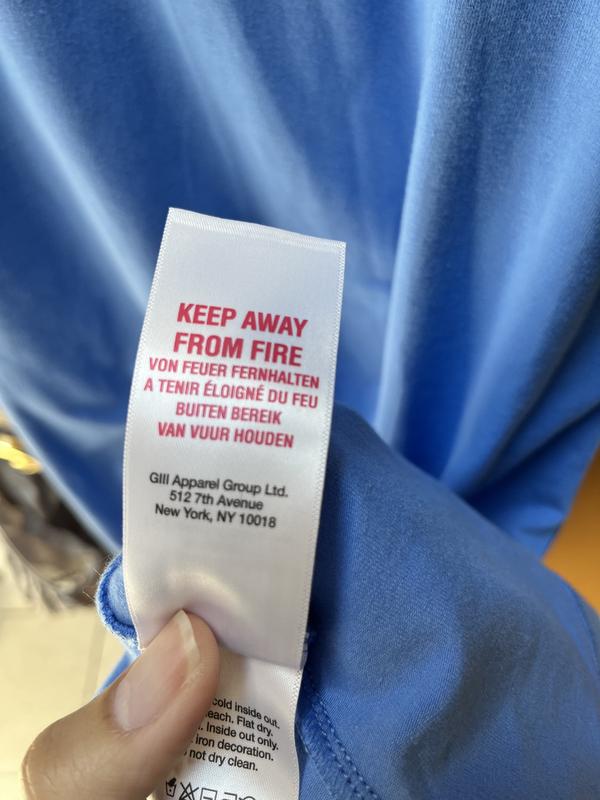 KEEP AWAY
FROM FIRE
VON FEUER FERNHALTEN
A TENIR ÉLOIGNÉ DU FEU
BUITEN BEREIK
VAN VUUR HOUDEN
GIII Apparel Group Ltd.
512 7th Avenue
New York, NY 10018
cold inside out.
Flat dry.
Inside out only.
iron decoration.
not dry clean.